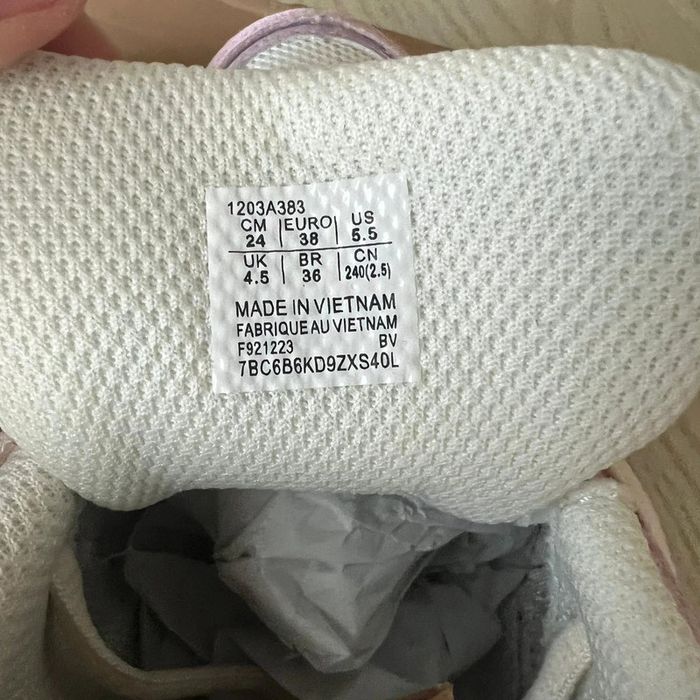 1203A383
CM EURO US
24 38 5.5
UK BR CN
4.5 36 240(2.5)
MADE IN VIETNAM
FABRIQUE AU VIETNAM
F921223 BV
7BC6B6KD9ZXS40L